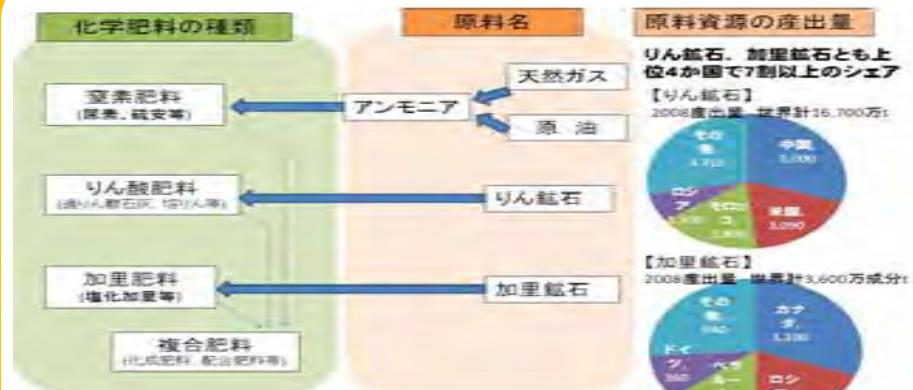 化学肥料の種類
原料名
原料資源の産出量
窒素肥料
(尿素、硫安等)
アンモニア
天然ガス
原 油
りん酸肥料
りん鉱石
加里肥料
(塩化加里等)
加里鉱石
複合肥料
(化成肥料、配合肥料等)
りん鉱石、加里鉱石とも上
位4か国で7割以上のシェア
【りん鉱石】
2008産出量 世界計16,700万t
その
他,
中国,
5,000
ロシ
ア,
モロッ
コ,
米国,
3,090
【加里鉱石】
2008産出量 世界計3,600万成分t
その
他,
カナ
ダ,
ドイ
ツ,
ベラ
ルー
ロシ